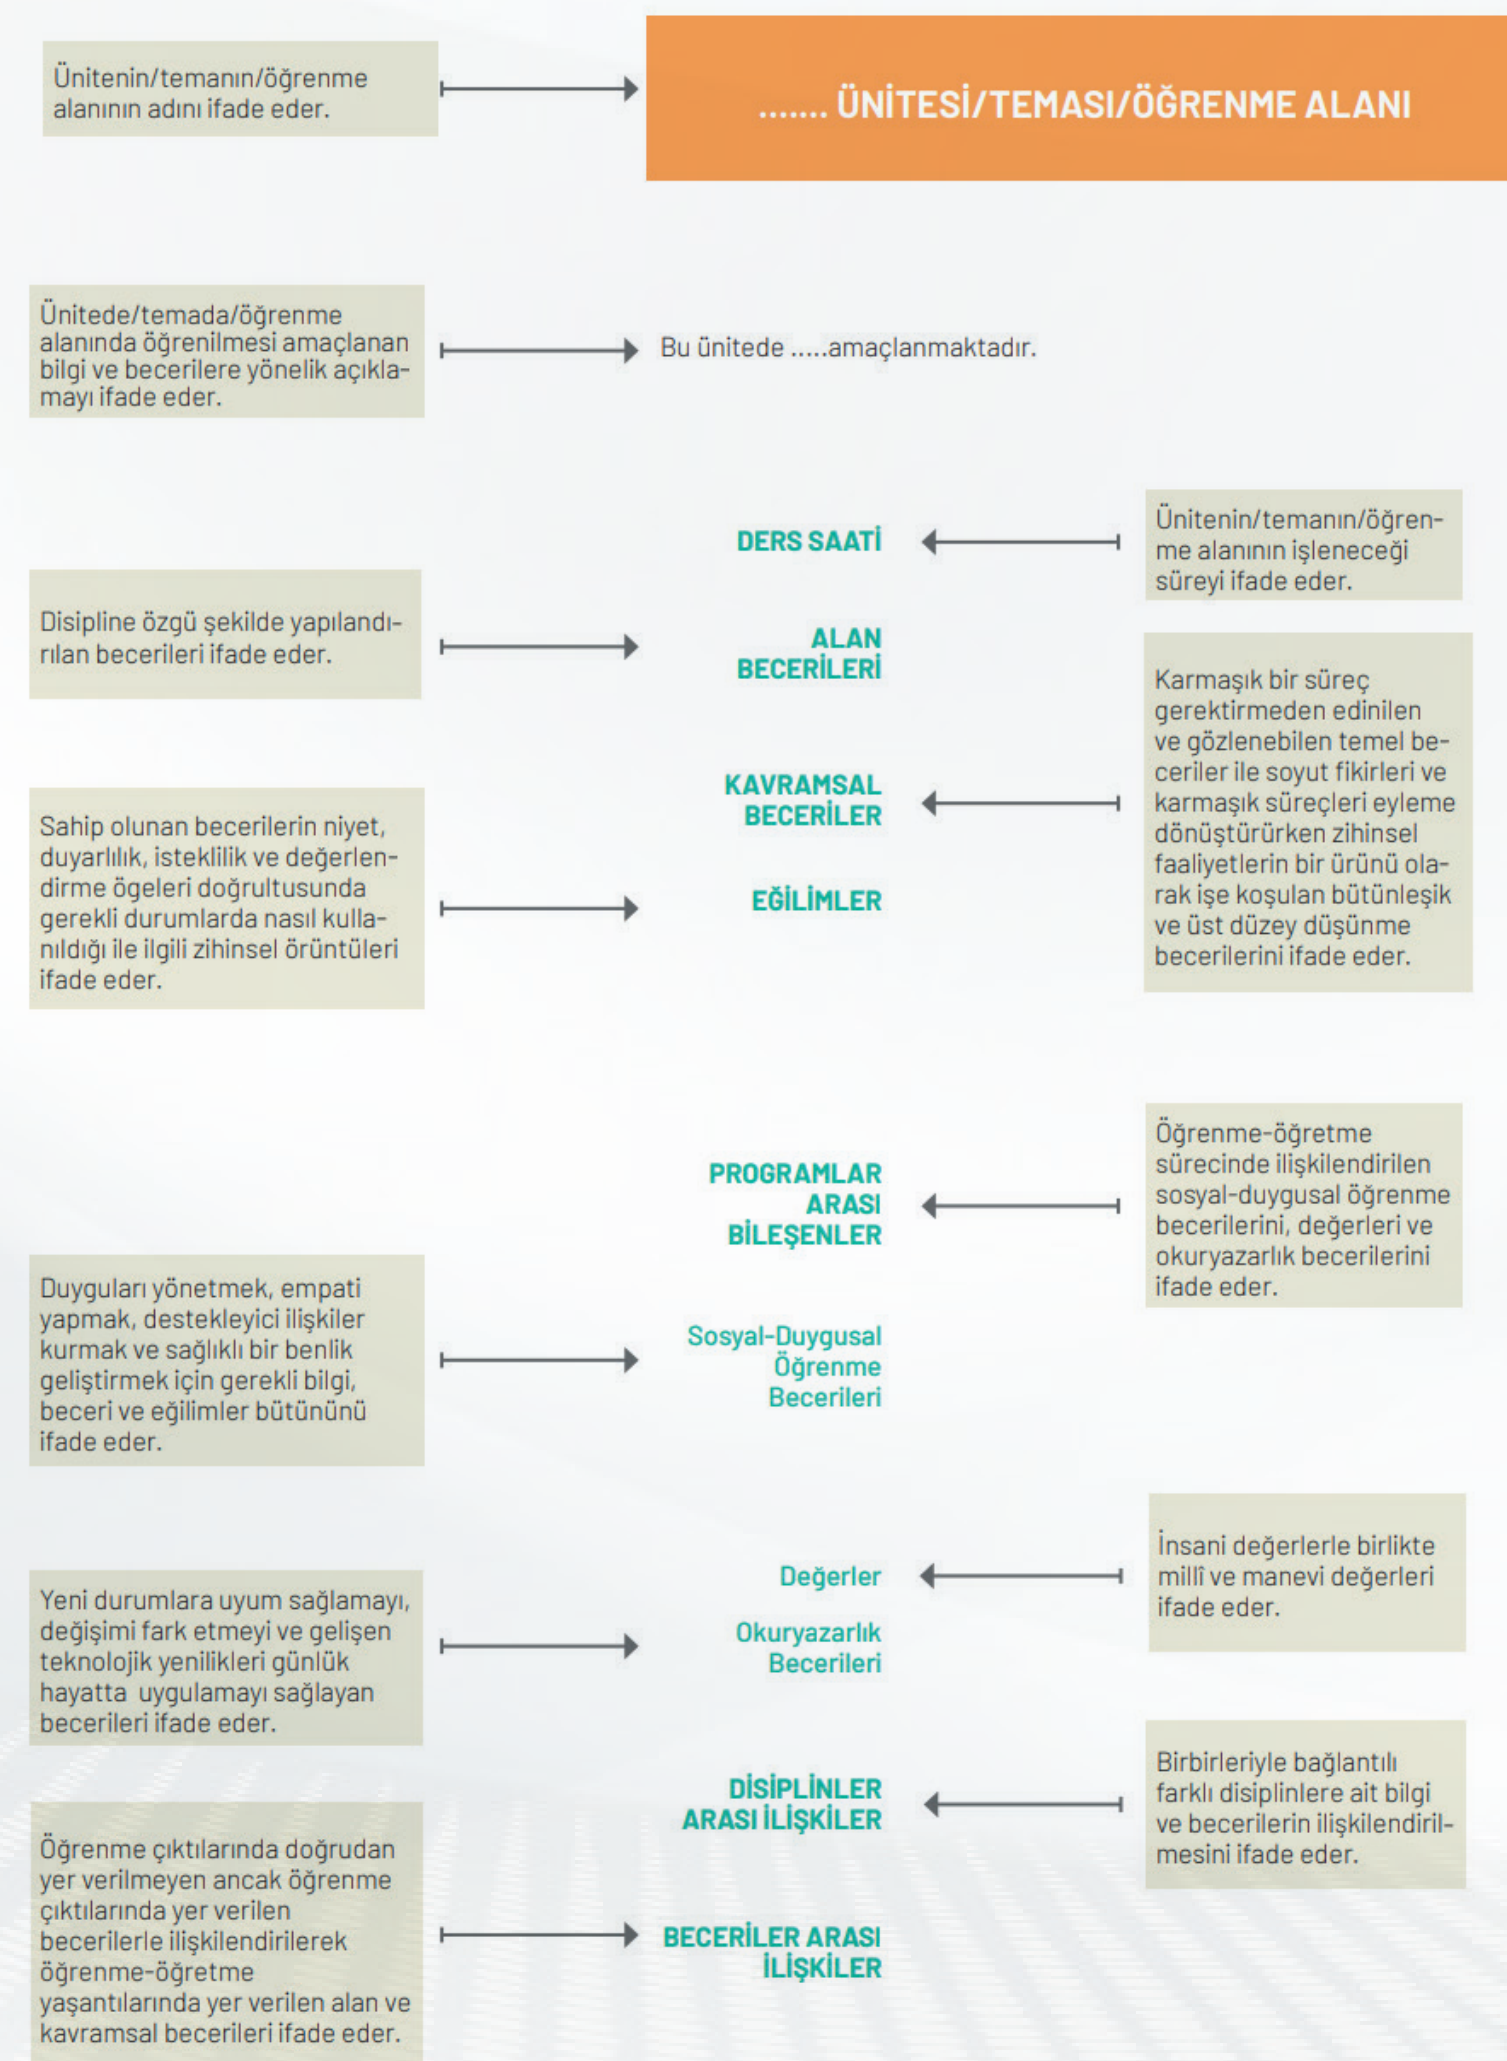 Ünitenin/temanın/öğrenme
alanının adını ifade eder.
....... ÜNİTESİ/TEMASI/ÖĞRENME ALANI
Ünitede/temada/öğrenme
alanında öğrenilmesi amaçlanan
bilgi ve becerilere yönelik açıkla-
mayı ifade eder.
Bu ünitede .....amaçlanmaktadır.
DERS SAATİ
Ünitenin/temanın/öğren-
me alanının işleneceği
süreyi ifade eder.
Disipline özgü şekilde yapılandı-
rılan becerileri ifade eder.
ALAN
BECERİLERİ
KAVRAMSAL
BECERİLER
Karmaşık bir süreç
gerektirmeden edinilen
ve gözlenebilen temel be-
ceriler ile soyut fikirleri ve
karmaşık süreçleri eyleme
dönüştürürken zihinsel
faaliyetlerin bir ürünü ola-
rak işe koşulan bütünleşik
ve üst düzey düşünme
becerilerini ifade eder.
Sahip olunan becerilerin niyet,
duyarlılık, isteklilik ve değerlen-
dirme ögeleri doğrultusunda
gerekli durumlarda nasıl kulla-
nıldığı ile ilgili zihinsel örüntüleri
ifade eder.
EĞİLİMLER
PROGRAMLAR
ARASI
BİLEŞENLER
Öğrenme-öğretme
sürecinde ilişkilendirilen
sosyal-duygusal öğrenme
becerilerini, değerleri ve
okuryazarlık becerilerini
ifade eder.
Duyguları yönetmek, empati
yapmak, destekleyici ilişkiler
kurmak ve sağlıklı bir benlik
geliştirmek için gerekli bilgi,
beceri ve eğilimler bütününü
ifade eder.
Sosyal-Duygusal
Öğrenme
Becerileri
Değerler
İnsani değerlerle birlikte
millî ve manevi değerleri
ifade eder.
Yeni durumlara uyum sağlamayı,
değişimi fark etmeyi ve gelişen
teknolojik yenilikleri günlük
hayatta uygulamayı sağlayan
becerileri ifade eder.
Okuryazarlık
Becerileri
DİSİPLİNLER
ARASI İLİŞKİLER
Birbirleriyle bağlantılı
farklı disiplinlere ait bilgi
ve becerilerin ilişkilendiril-
mesini ifade eder.
Öğrenme çıktılarında doğrudan
yer verilmeyen ancak öğrenme
çıktılarında yer verilen
becerilerle ilişkilendirilerek
öğrenme-öğretme
yaşantılarında yer verilen alan ve
kavramsal becerileri ifade eder.
BECERİLER ARASI
İLİŞKİLER